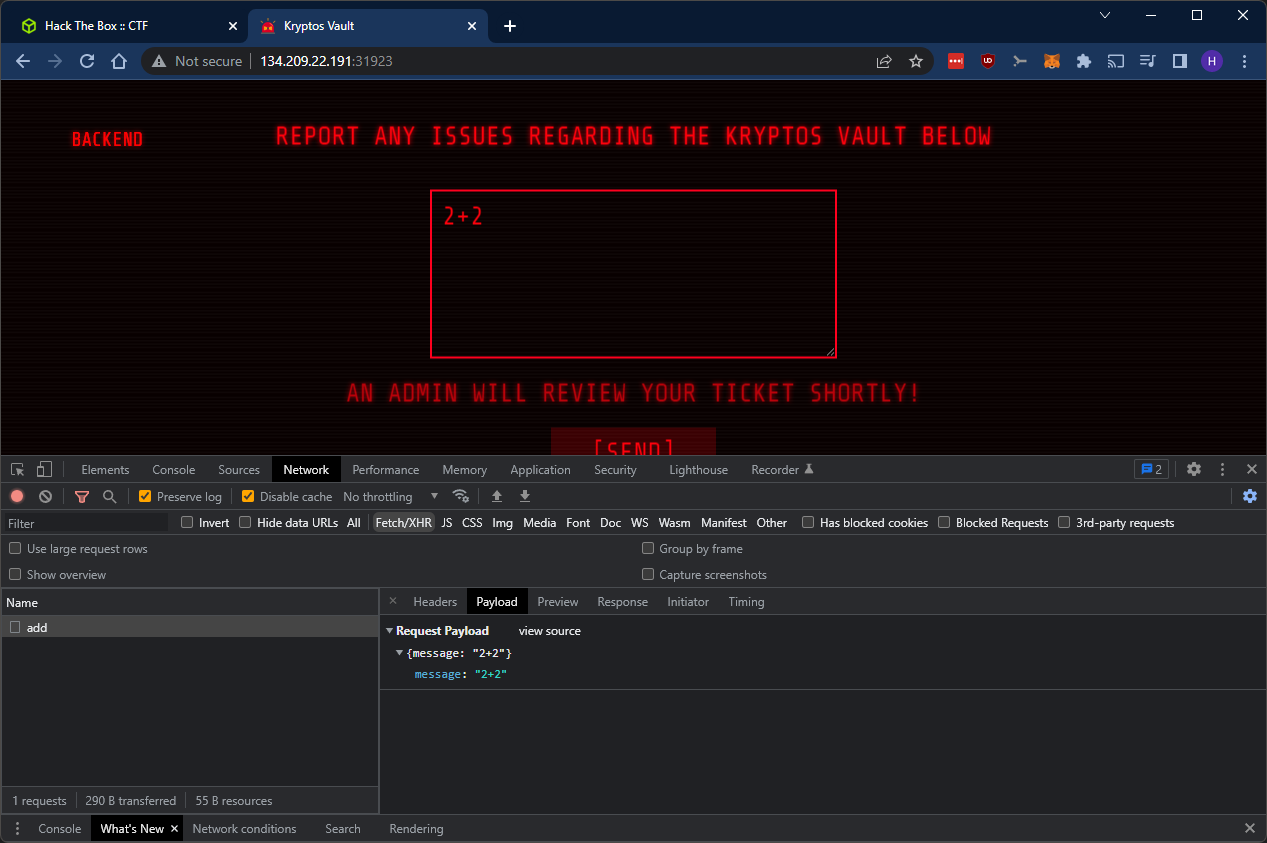 Hack The Box :: CTF
Kryptos Vault
Not secure
134.209.22.191:31923
UD
H
BACKEND
REPORT ANY ISSUES REGARDING THE KRYPTOS VAULT BELOW
2+2
AN ADMIN WILL REVIEW YOUR TICKET SHORTLY!
[SEND]
Elements Console Sources Network Performance Memory Application Security Lighthouse Recorder 2
Preserve log Disable cache No throttling
Filter Invert Hide data URLs All Fetch/XHR JS CSS Img Media Font Doc WS Wasm Manifest Other Has blocked cookies Blocked Requests 3rd-party requests
Use large request rows Group by frame
Show overview Capture screenshots
Name
add
Headers Payload Preview Response Initiator Timing
Request Payload view source
{message: "2+2"}
message: "2+2"
1 requests 290 B transferred 55 B resources
Console What's New Network conditions Search Rendering